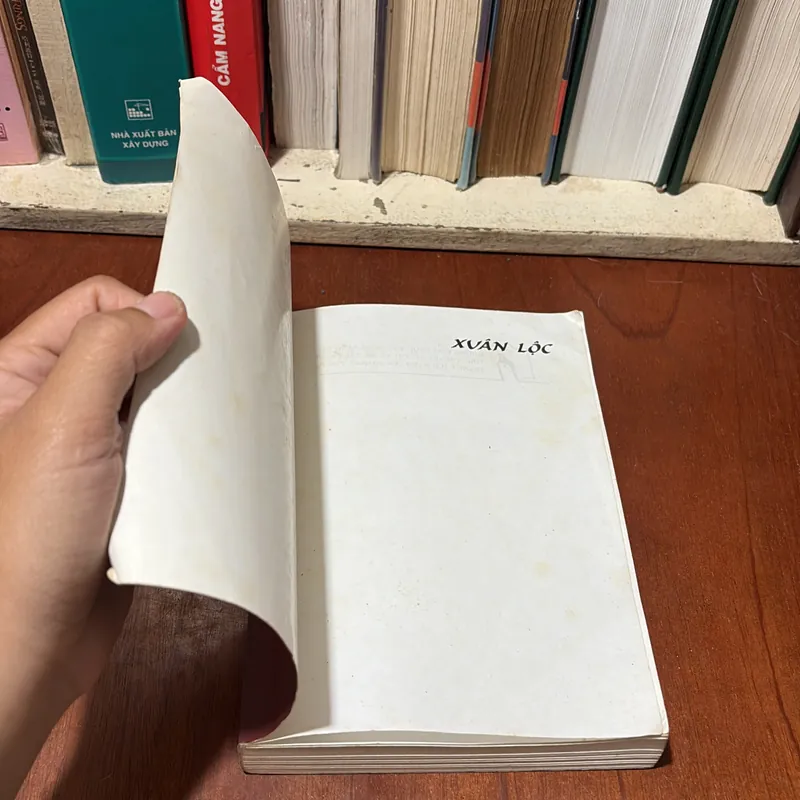 NHÀ XUẤT BẢN
XÂY DỰNG
CẨM NANG
XUÂN LỘC